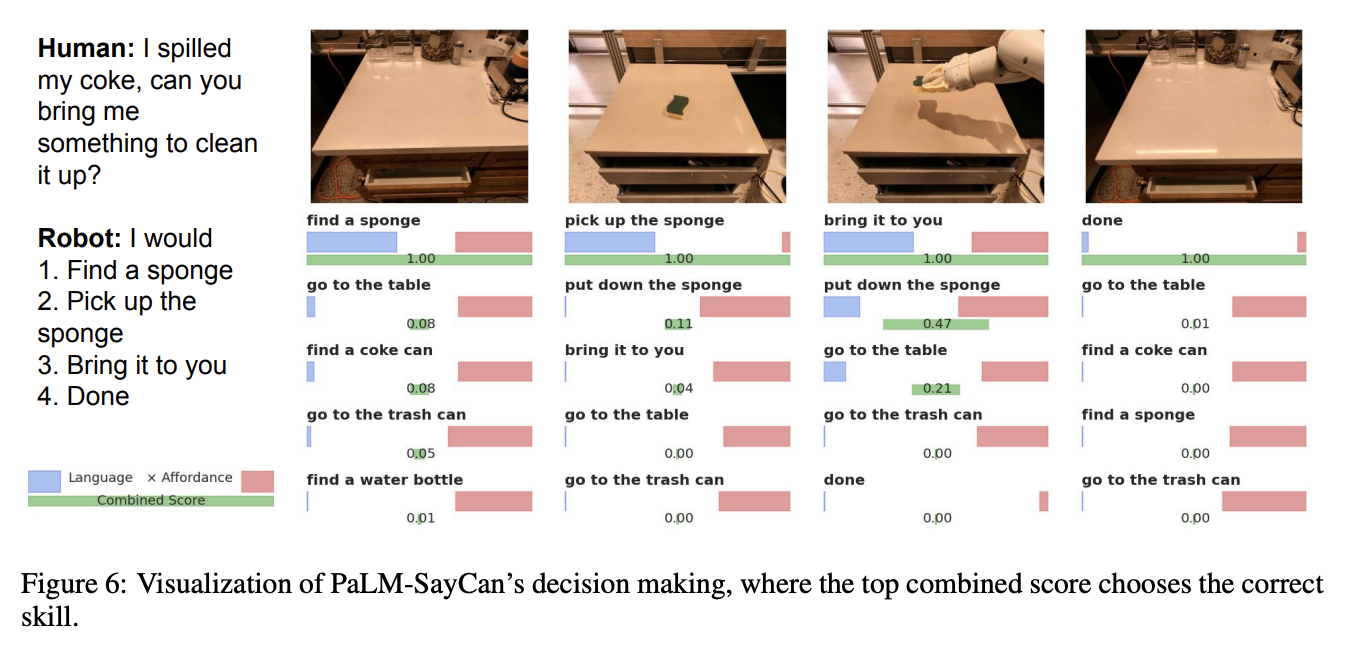 Human: I spilled
my coke, can you
bring me
something to clean
it up?
Robot: I would
1. Find a sponge
2. Pick up the
sponge
3. Bring it to you
4. Done
Language × Affordance
Combined Score
find a sponge
1.00
go to the table
0.08
find a coke can
0.08
go to the trash can
0.05
find a water bottle
0.01
pick up the sponge
1.00
put down the sponge
0.11
bring it to you
0.04
go to the table
0.00
go to the trash can
0.00
bring it to you
1.00
put down the sponge
0.47
go to the table
0.21
go to the trash can
0.00
done
0.00
done
1.00
go to the table
0.01
find a coke can
0.00
find a sponge
0.00
go to the trash can
0.00
Figure 6: Visualization of PaLM-SayCan's decision making, where the top combined score chooses the correct
skill.